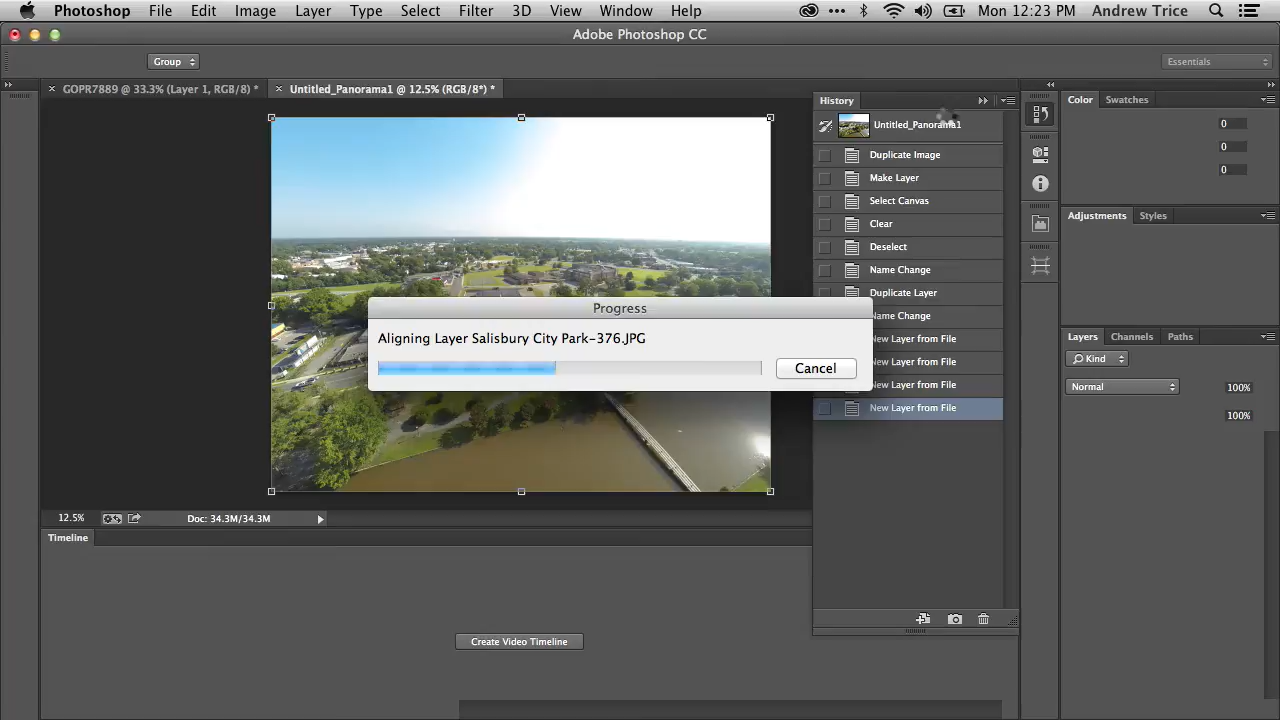 Photoshop File Edit Image Layer Type Select Filter 3D View Window Help Mon 12:23 PM Andrew Trice
Adobe Photoshop CC
Group Essentials
GOPR7889 @ 33.3% (Layer 1, RGB/8) * Untitled_Panorama1 @ 12.5% (RGB/8*) *
History
Untitled_Panorama1
Duplicate Image
Make Layer
Select Canvas
Clear
Deselect
Name Change
Duplicate Layer
Name Change
New Layer from File
New Layer from File
New Layer from File
New Layer from File
Progress
Aligning Layer Salisbury City Park-376.JPG
Cancel
Color Swatches
0
0
0
Adjustments Styles
Layers Channels Paths
Kind
Normal 100%
100%
12.5% Doc: 34.3M/34.3M
Timeline
Create Video Timeline